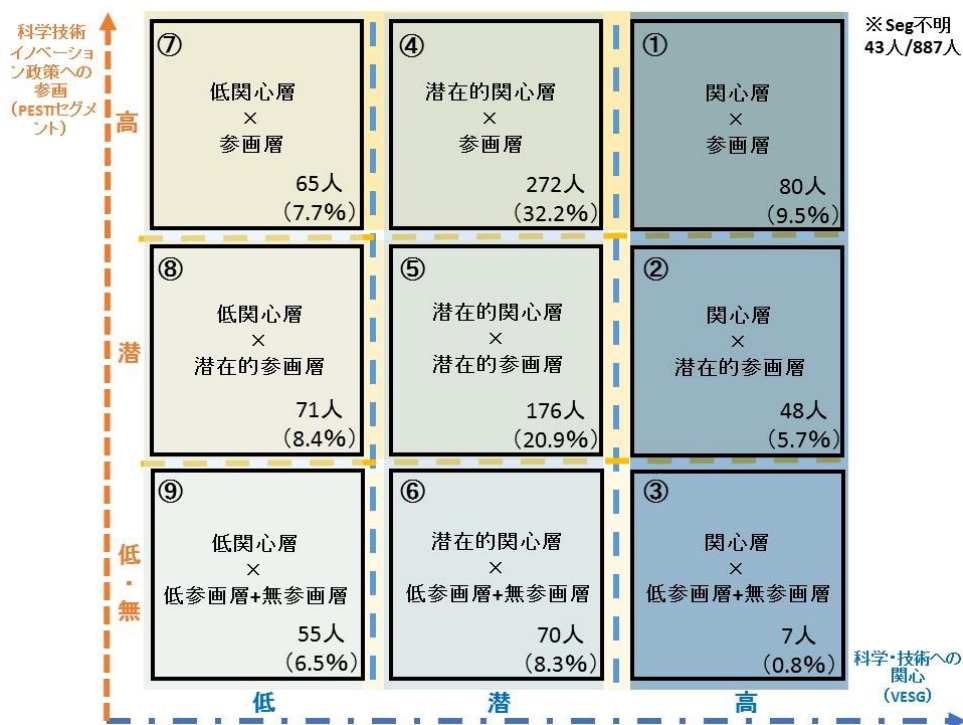 科学技術
イノベーショ
ン政策への
参画
(PESTIセグメ
ント)
※Seg不明
43人/887人
高
⑦
低関心層
×
参画層
65人
(7.7%)
④
潜在的関心層
×
参画層
272人
(32.2%)
①
関心層
×
参画層
80人
(9.5%)
潜
⑧
低関心層
×
潜在的参画層
71人
(8.4%)
⑤
潜在的関心層
×
潜在的参画層
176人
(20.9%)
②
関心層
×
潜在的参画層
48人
(5.7%)
低・無
⑨
低関心層
×
低参画層+無参画層
55人
(6.5%)
⑥
潜在的関心層
×
低参画層+無参画層
70人
(8.3%)
③
関心層
×
低参画層+無参画層
7人
(0.8%)
低
潜
高
科学・技術への
関心
(VESG)